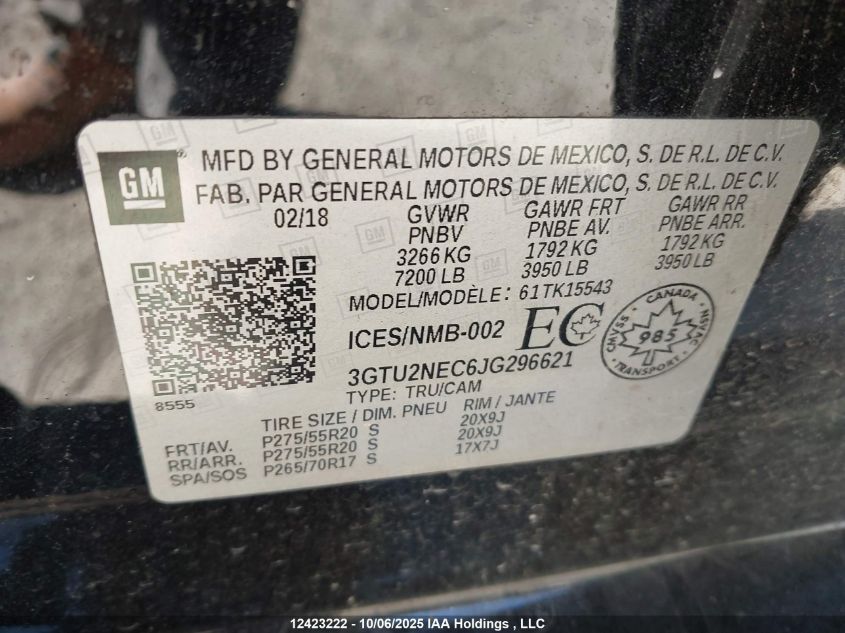 GM
MFD BY GENERAL MOTORS DE MEXICO, S. DE R.L. DE C.V.
FAB. PAR GENERAL MOTORS DE MEXICO, S. DE R.L. DE C.V.
02/18 GVWR GAWR FRT GAWR RR
PNBV PNBE AV. PNBE ARR.
3266 KG 1792 KG 1792 KG
7200 LB 3950 LB 3950 LB
MODEL/MODÈLE: 61TK15543
ICES/NMB-002 EC
CANADA
CMVSS 985 NSVAC
3GTU2NEC6JG296621
8555
TYPE: TRU/CAM
TIRE SIZE / DIM. PNEU RIM / JANTE
FRT/AV. P275/55R20 S 20X9J
RR/ARR. P275/55R20 S 20X9J
SPA/SOS P265/70R17 S 17X7J
12423222 - 10/06/2025 IAA Holdings , LLC/